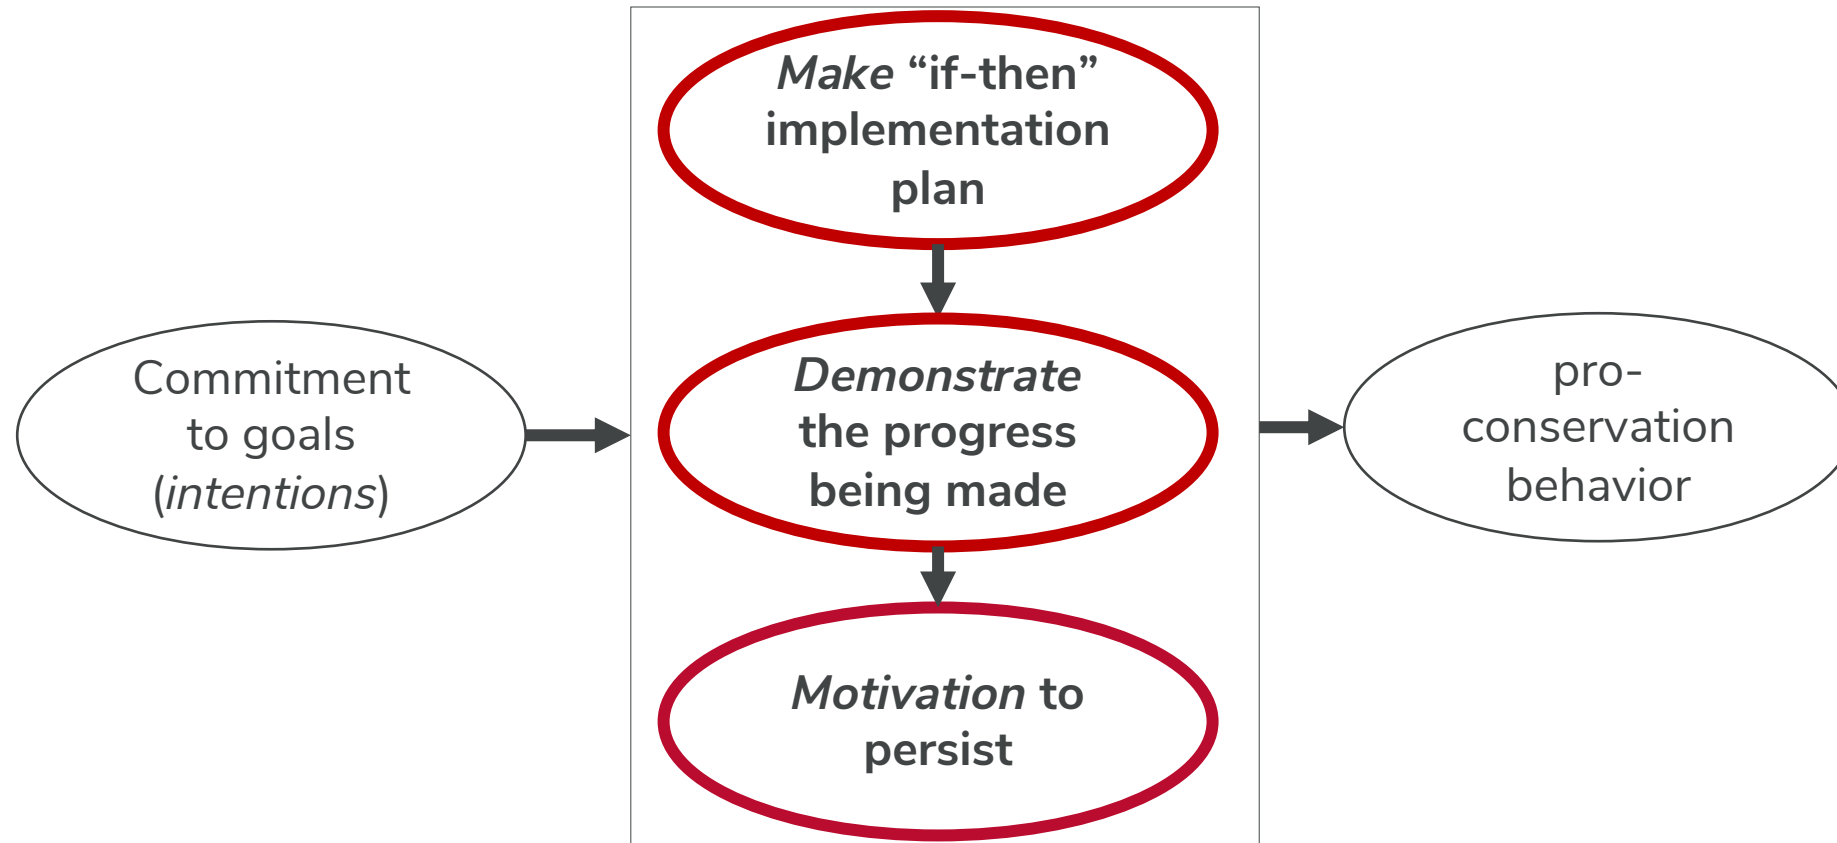 Make “if-then”
implementation
plan
Commitment
to goals
(intentions)
Demonstrate
the progress
being made
pro-
conservation
behavior
Motivation to
persist